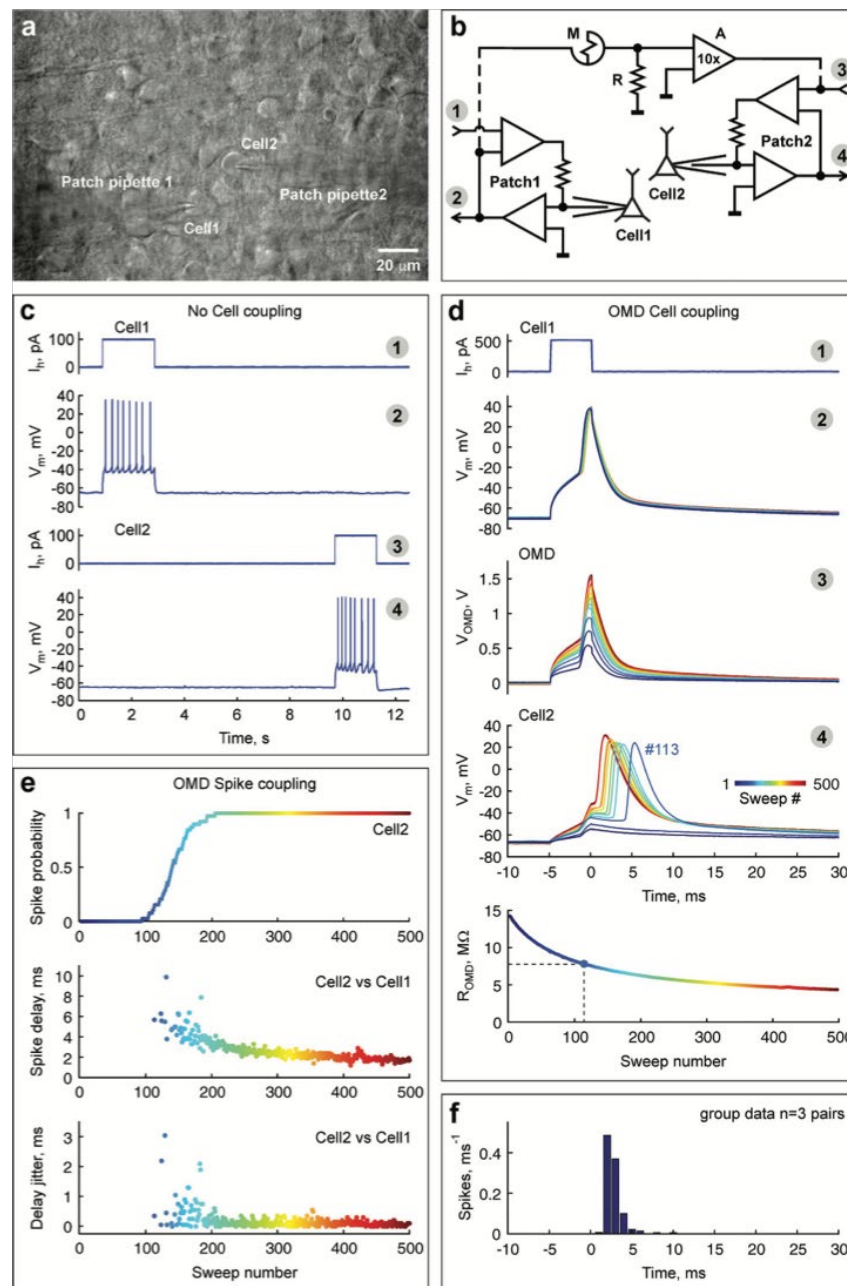 a
Cell2
Patch pipette 1
Patch pipette2
Cell1
20 µm
b
M
A
10x
R
3
1
Patch2
Patch1
4
Cell2
2
Cell1
c
No Cell coupling
Cell1
1
Ih, pA
100
0
2
Vm, mV
40
20
0
-20
-40
-60
-80
Cell2
3
Ih, pA
100
0
4
Vm, mV
40
20
0
-20
-40
-60
-80
0 2 4 6 8 10 12
Time, s
d
OMD Cell coupling
Cell1
1
Ih, pA
500
0
2
Vm, mV
40
20
0
-20
-40
-60
-80
OMD
3
VOMD, V
1.5
1
0.5
0
Cell2
4
Vm, mV
40
20
0
-20
-40
-60
-80
#113
1 500
Sweep #
-10 -5 0 5 10 15 20 25 30
Time, ms
ROMD, MΩ
15
10
5
0
0 100 200 300 400 500
Sweep number
e
OMD Spike coupling
Cell2
Spike probability
1
0.5
0
0 100 200 300 400 500
Cell2 vs Cell1
Spike delay, ms
10
8
6
4
2
0
0 100 200 300 400 500
Cell2 vs Cell1
Delay jitter, ms
3
2
1
0
0 100 200 300 400 500
Sweep number
f
group data n=3 pairs
Spikes, ms-1
0.4
0.2
0
-10 -5 0 5 10 15 20 25 30
Time, ms